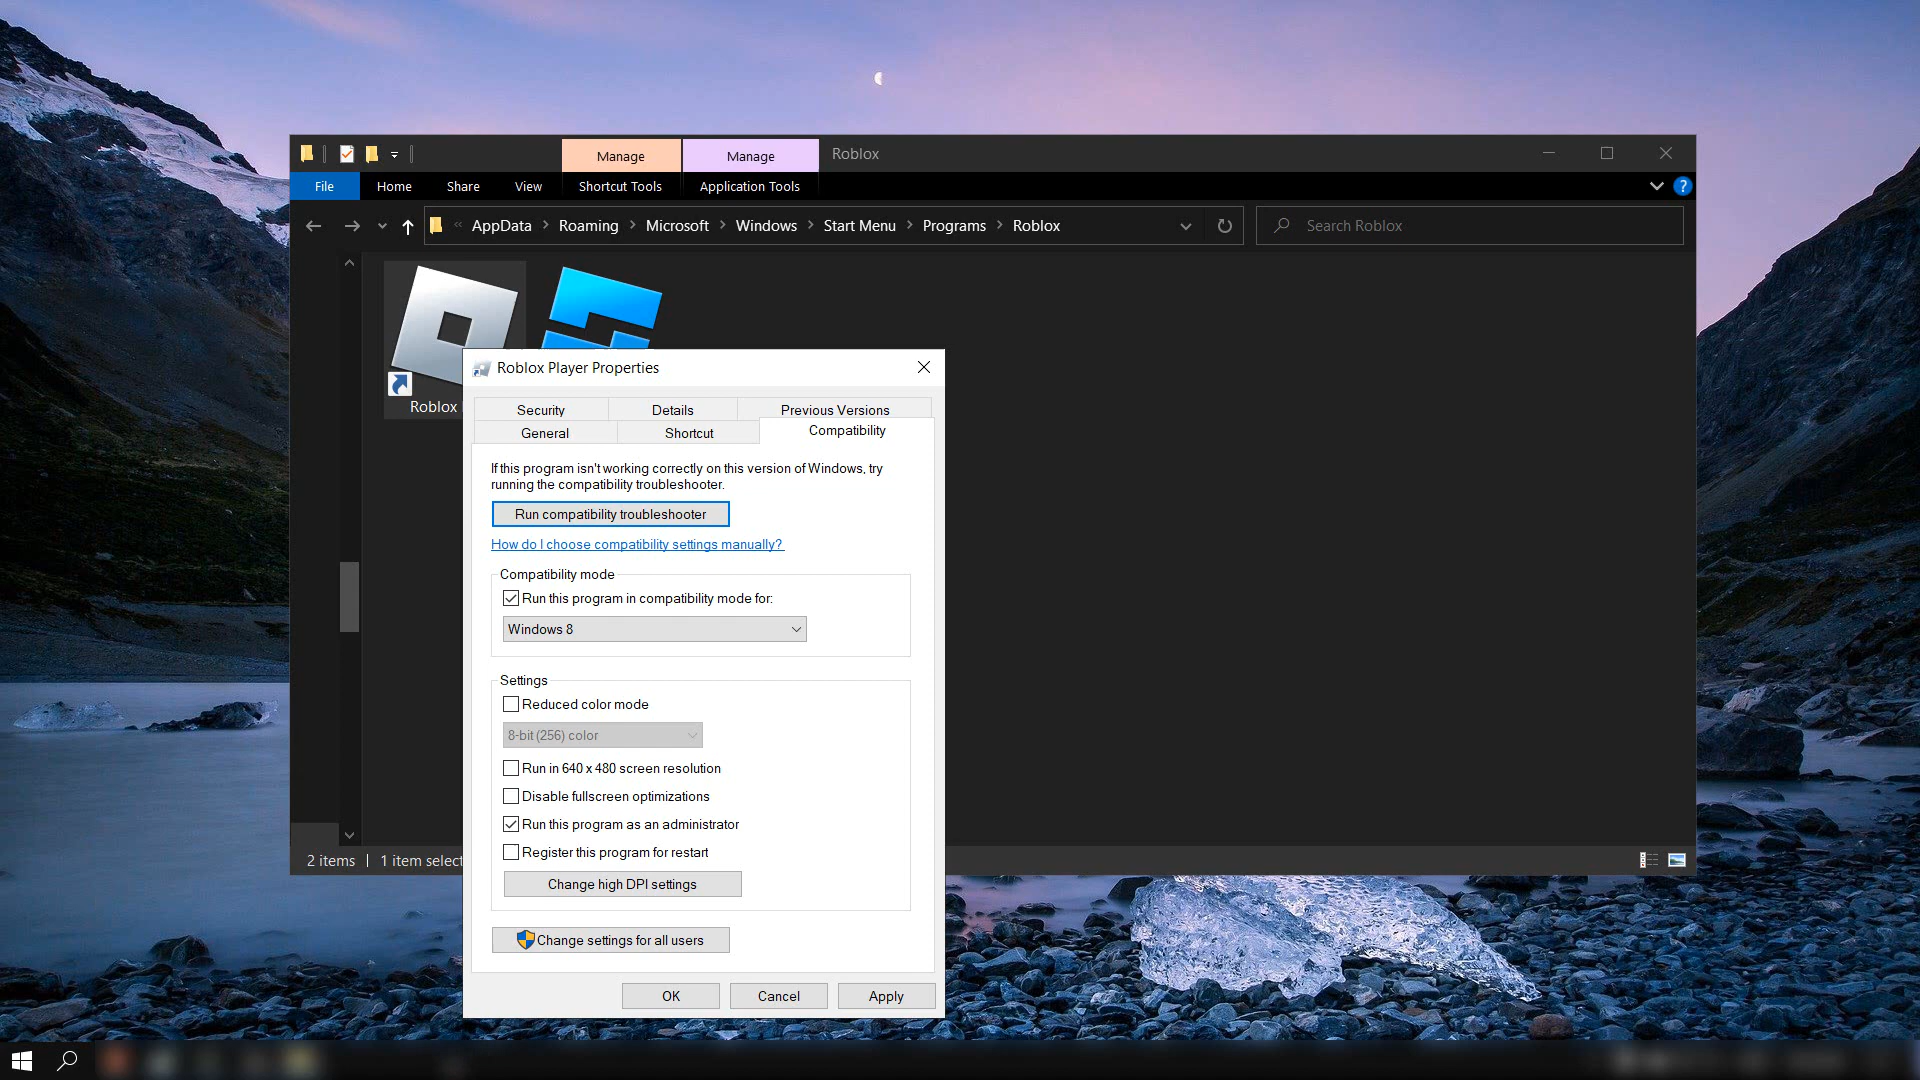 Manage
Manage
Roblox
File
Home
Share
View
Shortcut Tools
Application Tools
?
« AppData > Roaming > Microsoft > Windows > Start Menu > Programs > Roblox
Search Roblox
Roblox
Roblox Player Properties
Security
Details
Previous Versions
General
Shortcut
Compatibility
If this program isn't working correctly on this version of Windows, try
running the compatibility troubleshooter.
Run compatibility troubleshooter
How do I choose compatibility settings manually?
Compatibility mode
Run this program in compatibility mode for:
Windows 8
Settings
Reduced color mode
8-bit (256) color
Run in 640 x 480 screen resolution
Disable fullscreen optimizations
Run this program as an administrator
Register this program for restart
Change high DPI settings
Change settings for all users
OK
Cancel
Apply
2 items
1 item select